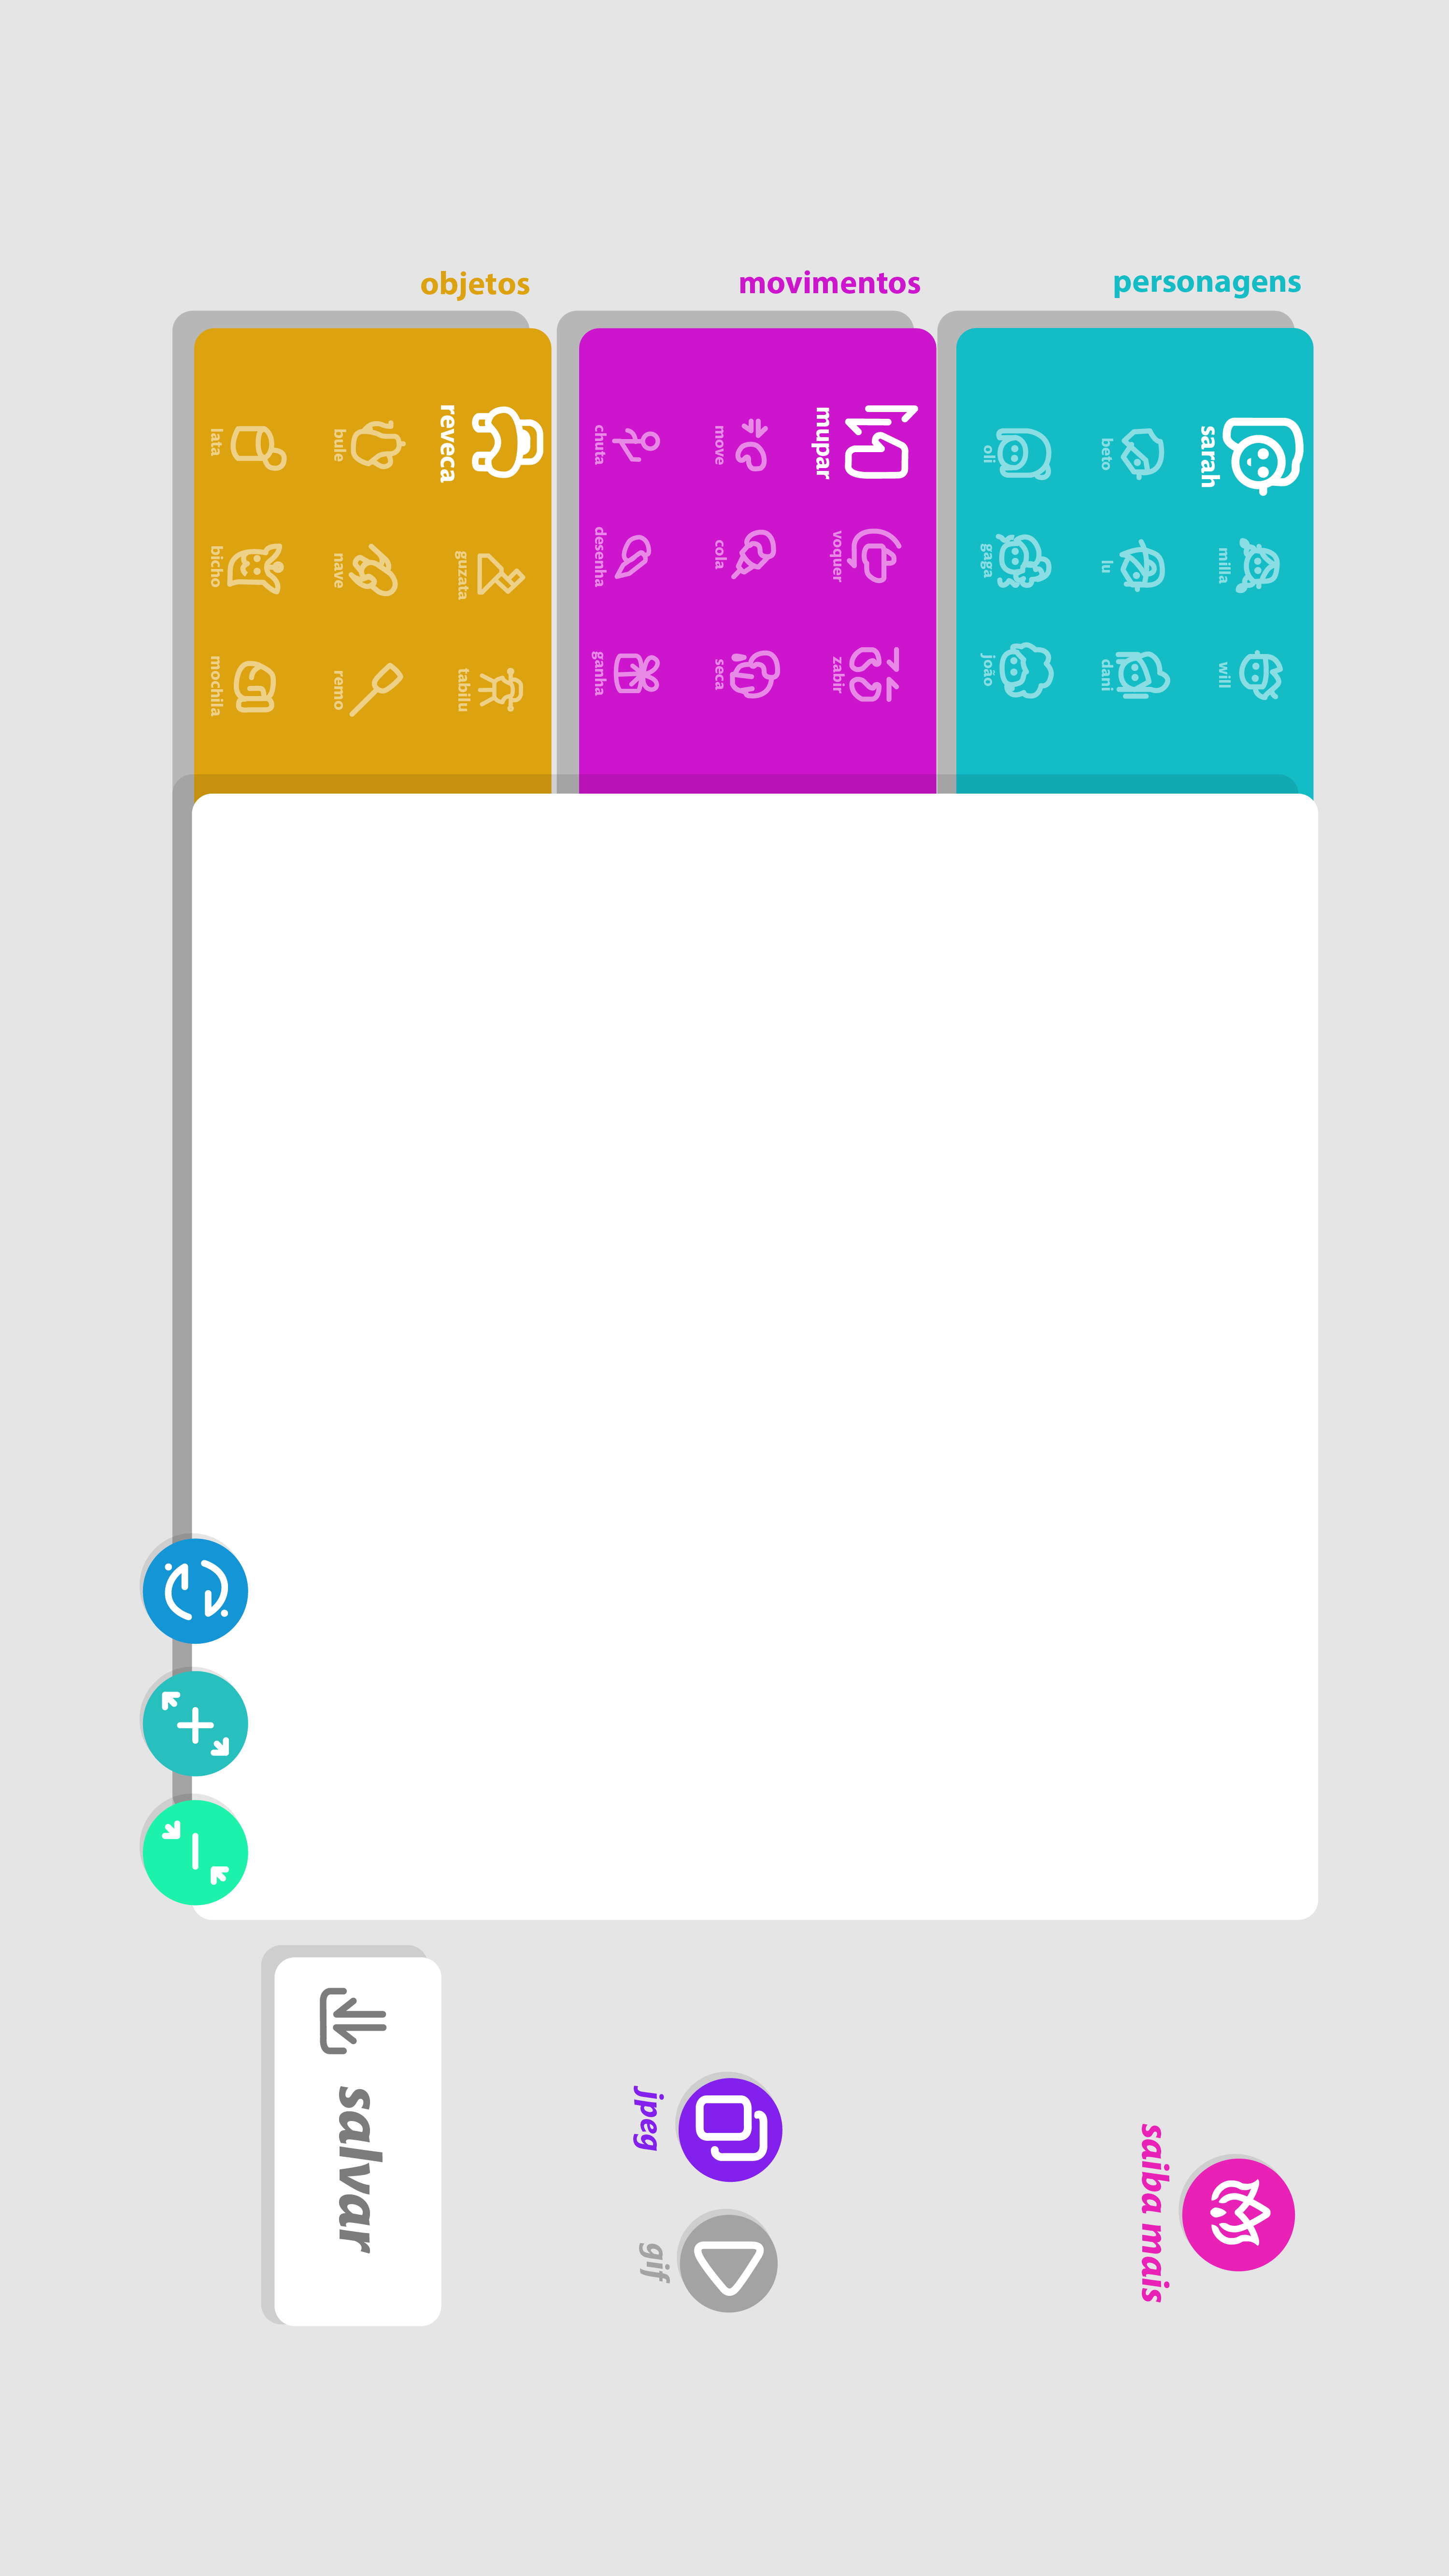 personagens
sarah
milla
will
beto
lu
dani
oli
gaga
joão
movimentos
mupar
voquer
zabir
move
cola
seca
chuta
desenha
ganha
objetos
reveca
guzata
tabilu
bule
nave
remo
lata
bicho
mochila
saiba mais
jpeg
gif
salvar